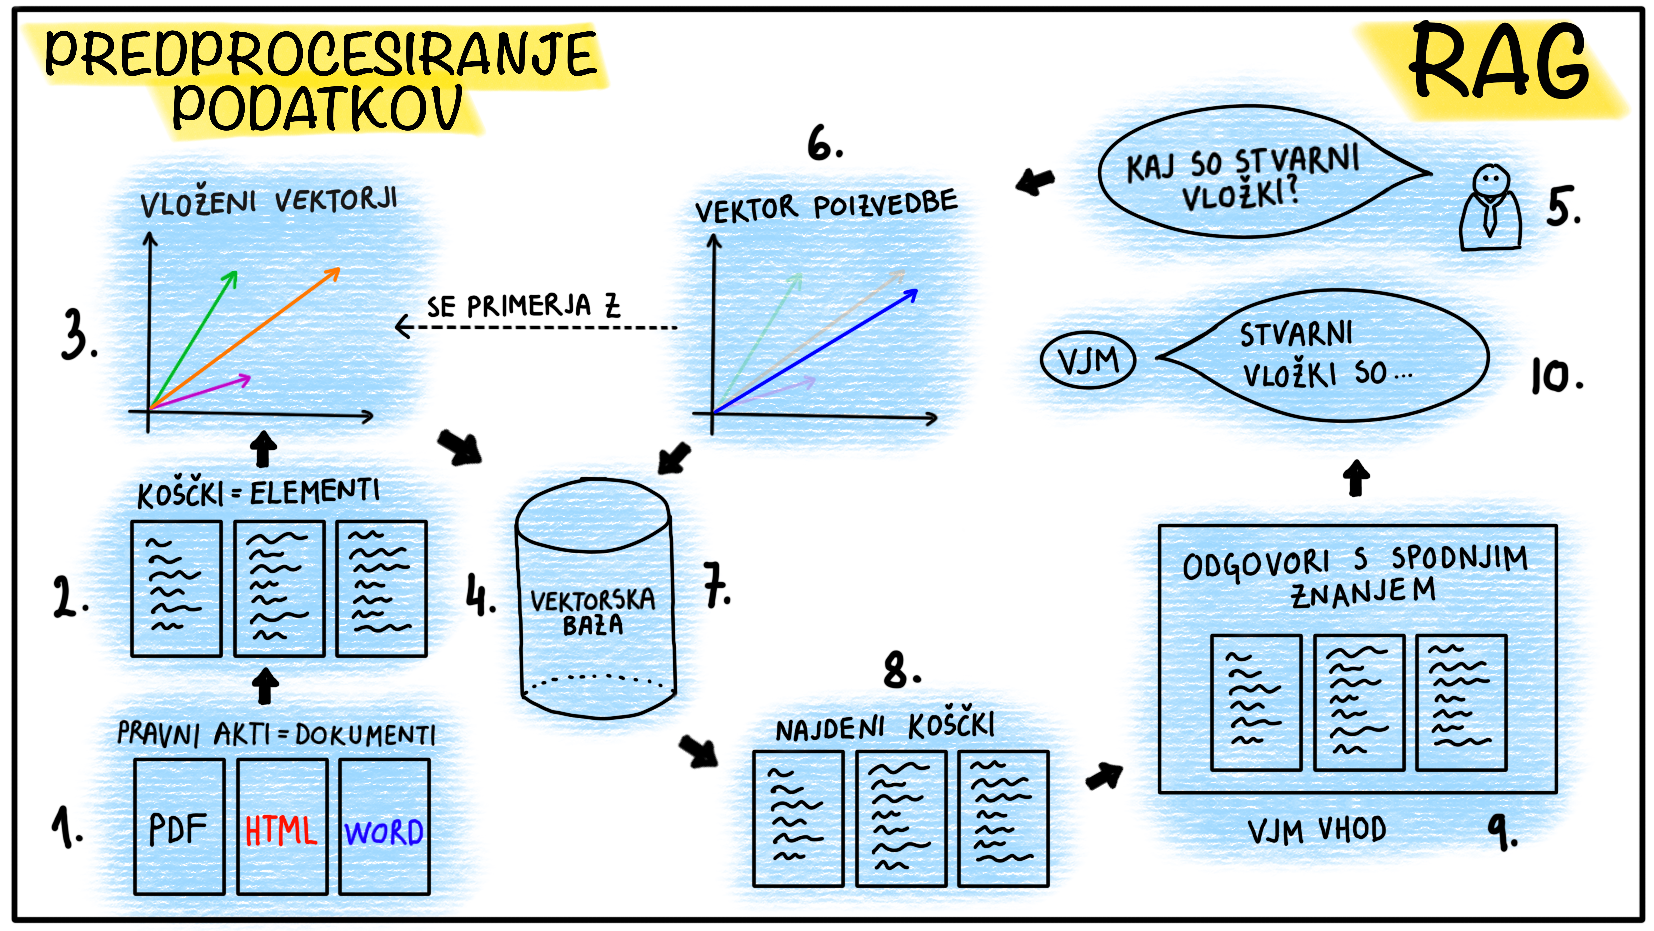 PREDPROCESIRANJE
PODATKOV
RAG
VLOŽENI VEKTORJI
3.
KOŠČKI = ELEMENTI
2.
PRAVNI AKTI = DOKUMENTI
PDF
HTML
WORD
1.
SE PRIMERJA Z
4.
VEKTORSKA
BAZA
7.
6.
VEKTOR POIZVEDBE
KAJ SO STVARNI
VLOŽKI?
5.
VJM
STVARNI
VLOŽKI SO...
10.
8.
NAJDENI KOŠČKI
ODGOVORI S SPODNJIM
ZNANJEM
VJM VHOD
9.